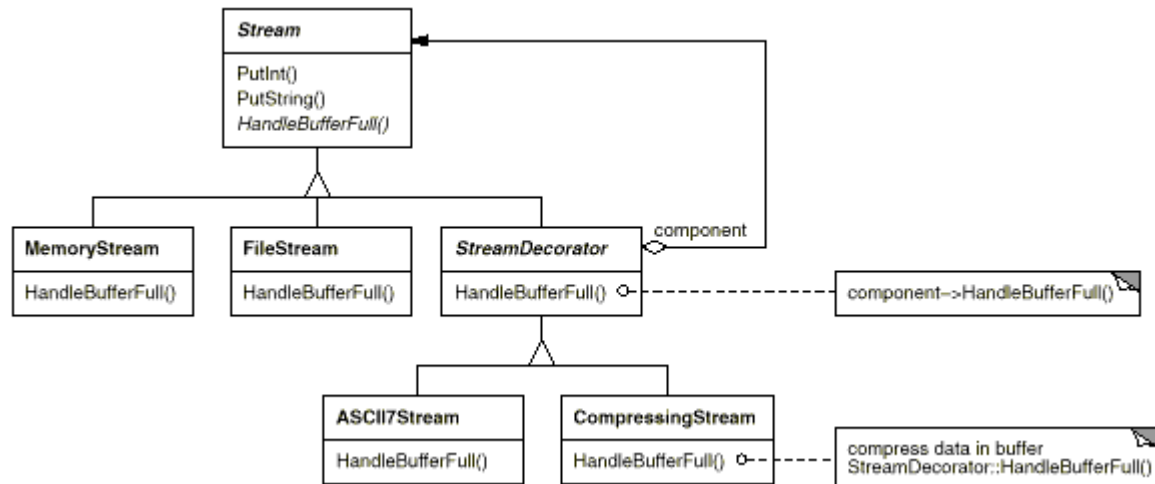 Stream
PutInt()
PutString()
HandleBufferFull()
component
MemoryStream
HandleBufferFull()
FileStream
HandleBufferFull()
StreamDecorator
HandleBufferFull()
component–>HandleBufferFull()
ASCII7Stream
HandleBufferFull()
CompressingStream
HandleBufferFull()
compress data in buffer
StreamDecorator::HandleBufferFull()